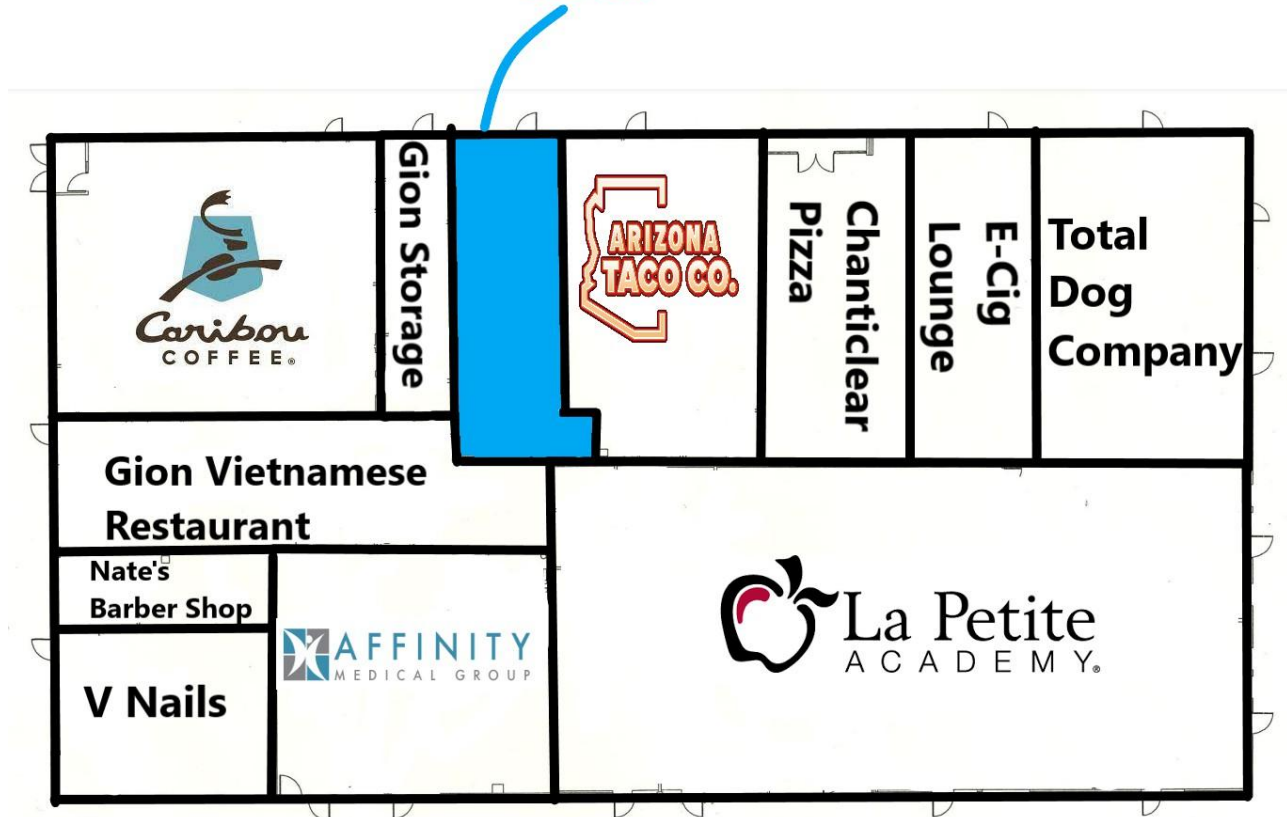 Caribou
COFFEE®
Gion Storage
ARIZONA
TACO CO.
Chanticlear
Pizza
E-Cig
Lounge
Total
Dog
Company
Gion Vietnamese
Restaurant
Nate's
Barber Shop
V Nails
AFFINITY
MEDICAL GROUP
La Petite
ACADEMY®